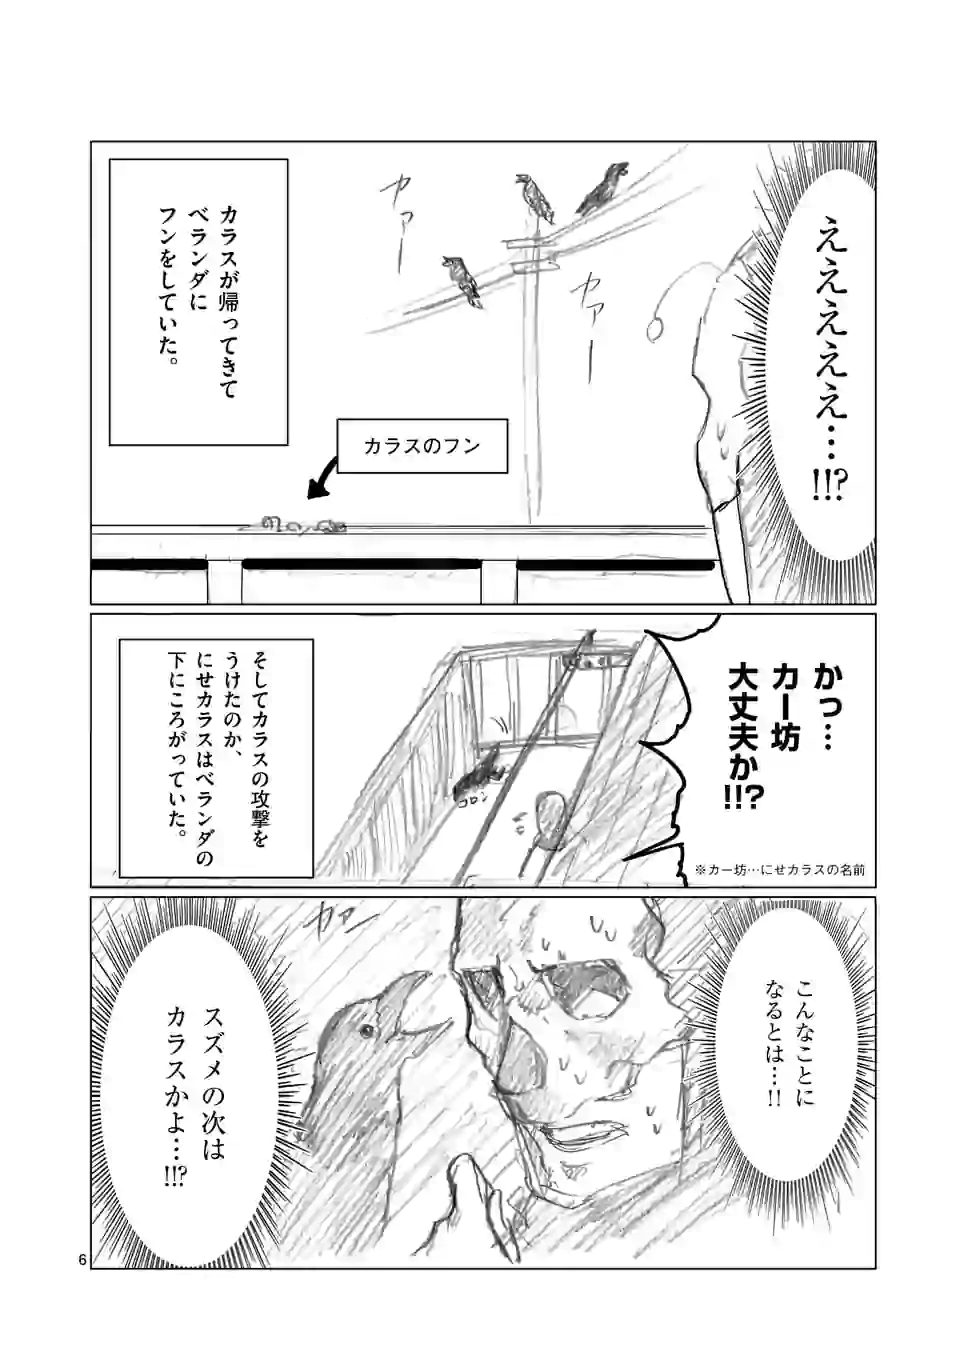 ええええええ…!!?
カァー
カァー
カラスが帰ってきて
ベランダに
フンをしていた。
カラスのフン
かっ…
カー坊
大丈夫か!!?
※カー坊…にせカラスの名前
コロン
そしてカラスの攻撃を
うけたのか、
にせカラスはベランダの
下にころがっていた。
こんなことに
なるとは…!!
カァン
スズメの次は
カラスかよ…!!?
6